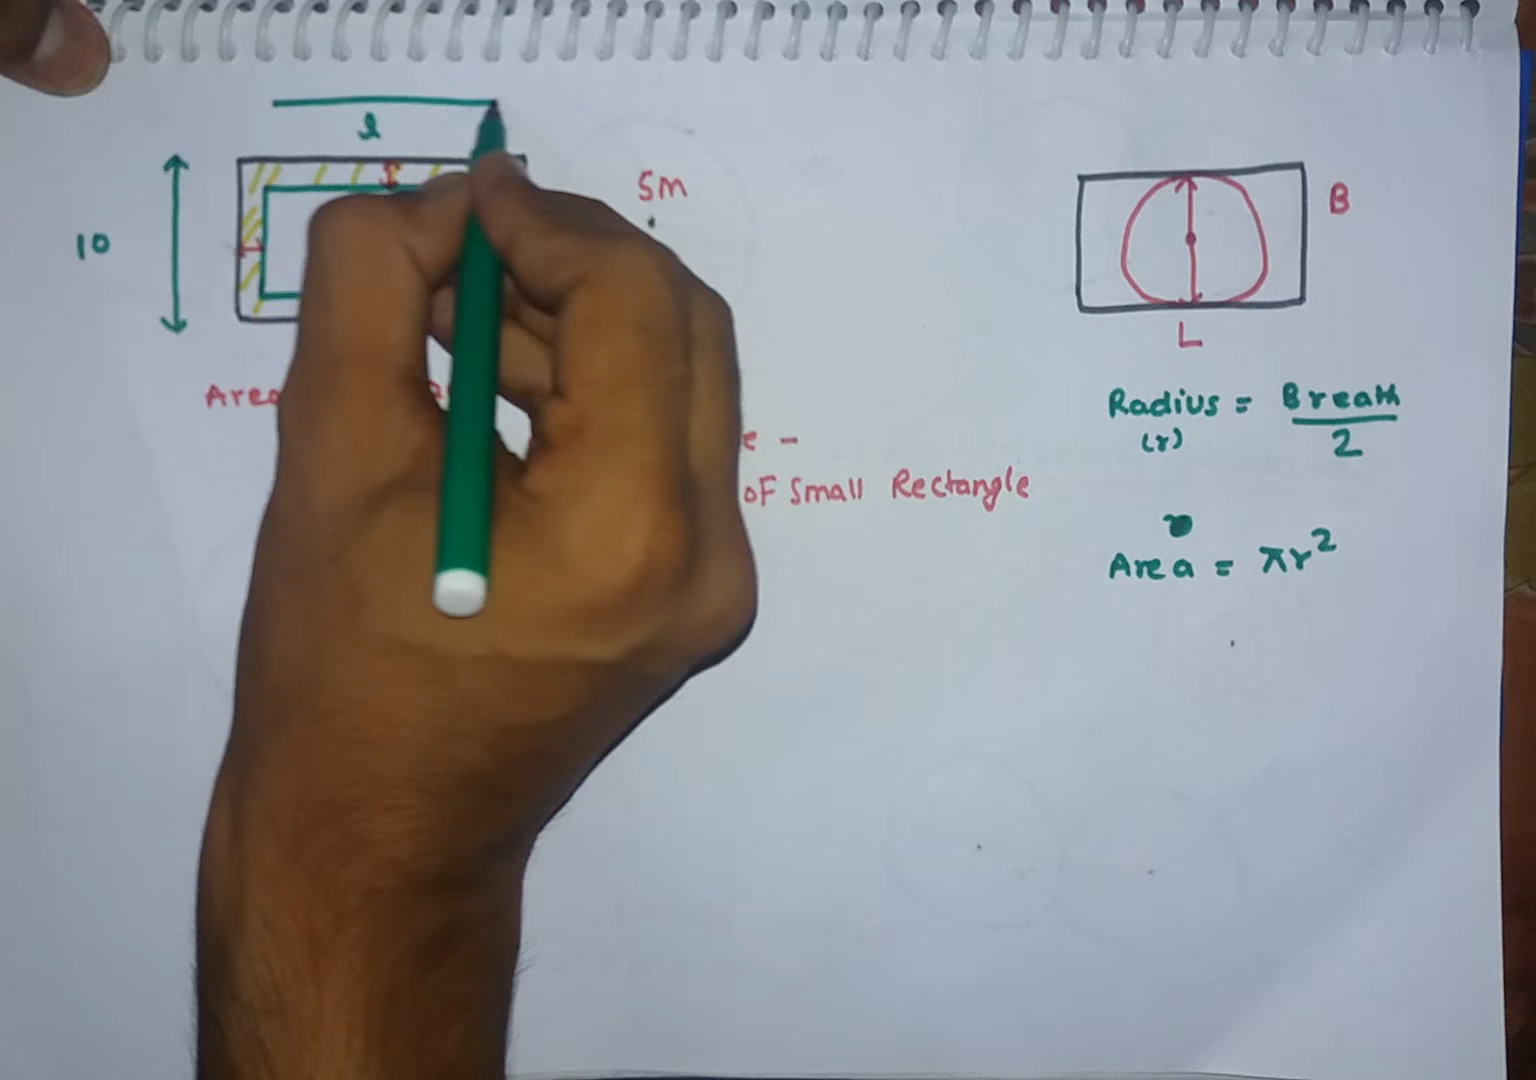 l
10
5m
Area
e -
of Small Rectangle
B
L
Radius = Breath
(r) 2
Area = πr²